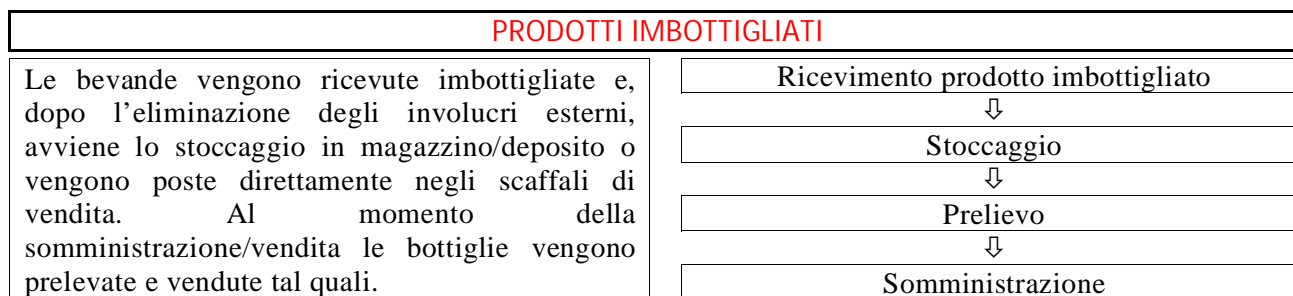 PRODOTTI IMBOTTIGLIATI
Le bevande vengono ricevute imbottigliate e,
dopo l’eliminazione degli involucri esterni,
avviene lo stoccaggio in magazzino/deposito o
vengono poste direttamente negli scaffali di
vendita. Al momento della
somministrazione/vendita le bottiglie vengono
prelevate e vendute tal quali.
Ricevimento prodotto imbottigliato
⇩
Stoccaggio
⇩
Prelievo
⇩
Somministrazione